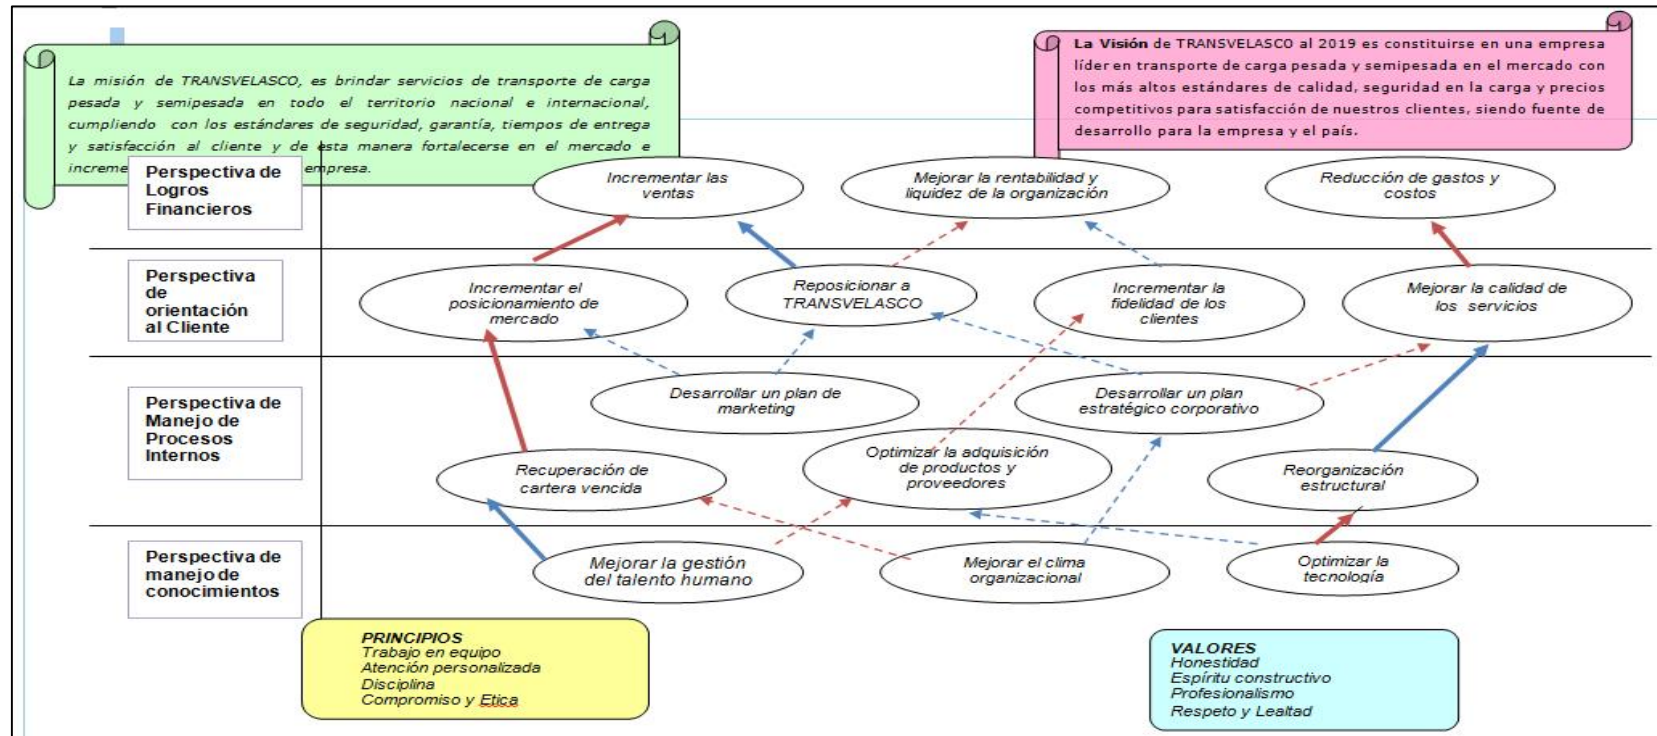 La misión de TRANSVELASCO, es brindar servicios de transporte de carga
pesada y semipesada en todo el territorio nacional e internacional,
cumpliendo con los estándares de seguridad, garantía, tiempos de entrega
y satisfacción al cliente y de esta manera fortalecerse en el mercado e
increme
empresa.
La Visión de TRANSVELASCO al 2019 es constituirse en una empresa
líder en transporte de carga pesada y semipesada en el mercado con
los más altos estándares de calidad, seguridad en la carga y precios
competitivos para satisfacción de nuestros clientes, siendo fuente de
desarrollo para la empresa y el país.
Perspectiva de
Logros
Financieros
Incrementar las
ventas
Mejorar la rentabilidad y
liquidez de la organización
Reducción de gastos y
costos
Perspectiva
de
orientación
al Cliente
Incrementar el
posicionamiento de
mercado
Reposicionar a
TRANSVELASCO
Incrementar la
fidelidad de los
clientes
Mejorar la calidad de
los servicios
Perspectiva de
Manejo de
Procesos
Internos
Desarrollar un plan de
marketing
Desarrollar un plan
estratégico corporativo
Recuperación de
cartera vencida
Optimizar la adquisición
de productos y
proveedores
Reorganización
estructural
Perspectiva de
manejo de
conocimientos
Mejorar la gestión
del talento humano
Mejorar el clima
organizacional
Optimizar la
tecnología
PRINCIPIOS
Trabajo en equipo
Atención personalizada
Disciplina
Compromiso y Etica
VALORES
Honestidad
Espíritu constructivo
Profesionalismo
Respeto y Lealtad